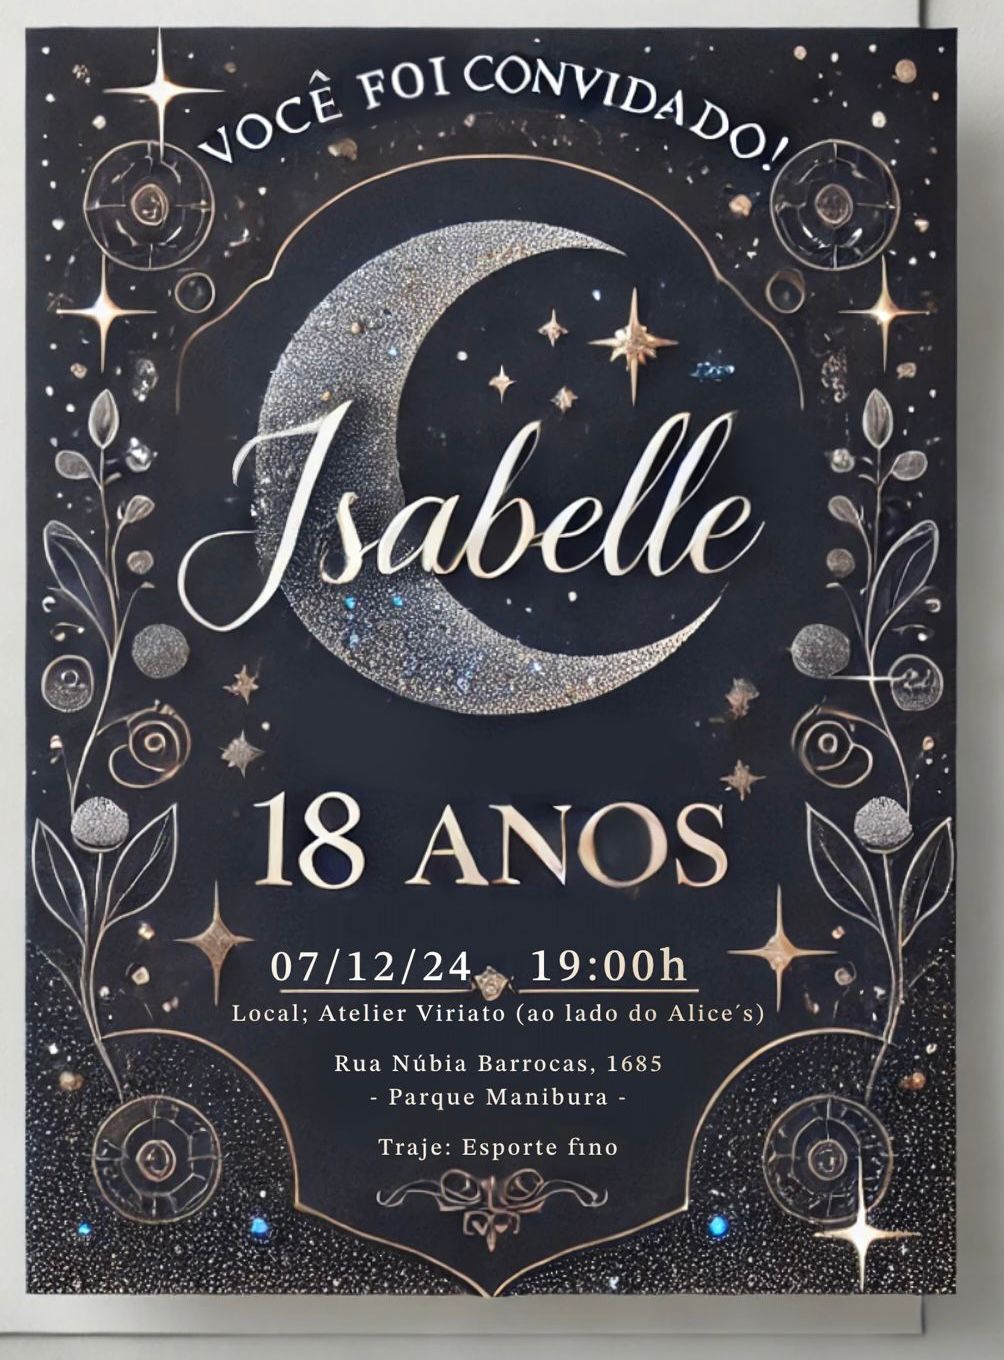 VOCÊ FOI CONVIDADO!
Isabelle
18 ANOS
07/12/24 19:00h
Local; Atelier Viriato (ao lado do Alice´s)
Rua Núbia Barrocas, 1685
- Parque Manibura -
Traje: Esporte fino